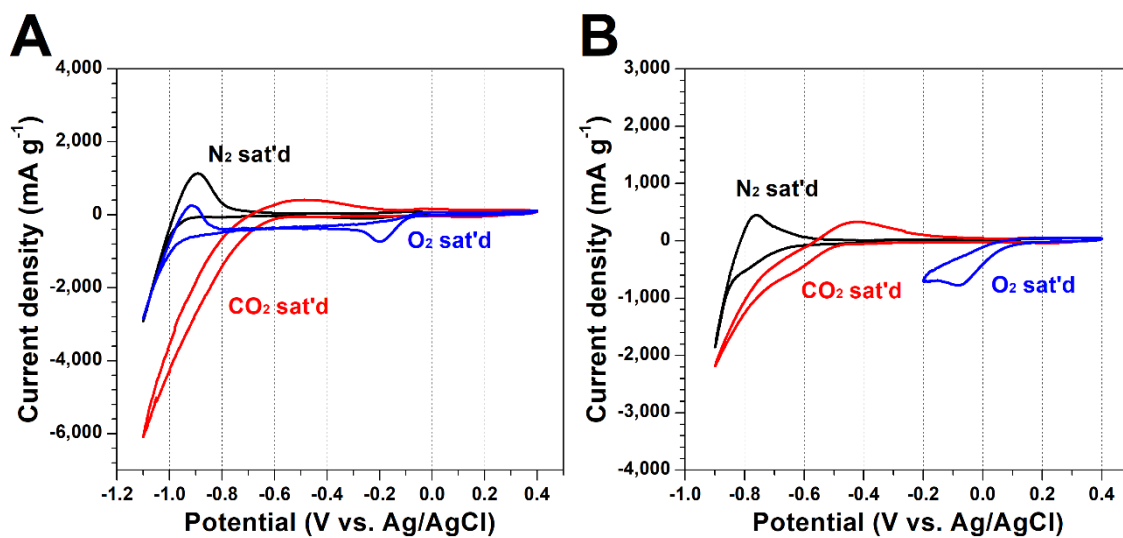 A
4,000
2,000
0
-2,000
-4,000
-6,000
Current density (mA g⁻¹)
N₂ sat'd
O₂ sat'd
CO₂ sat'd
-1.2 -1.0 -0.8 -0.6 -0.4 -0.2 0.0 0.2 0.4
Potential (V vs. Ag/AgCl)
B
3,000
2,000
1,000
0
-1,000
-2,000
-3,000
-4,000
Current density (mA g⁻¹)
N₂ sat'd
CO₂ sat'd
O₂ sat'd
-1.0 -0.8 -0.6 -0.4 -0.2 0.0 0.2 0.4
Potential (V vs. Ag/AgCl)